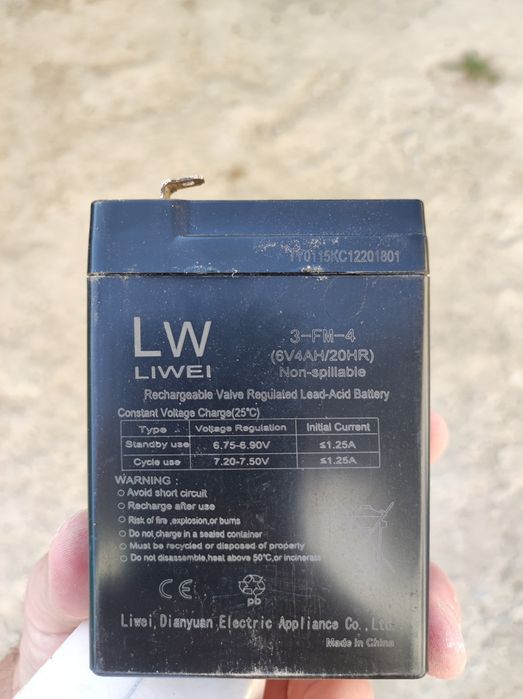 TY0115KC12201801
LW
LIWEI
3-FM-4
(6V4AH/20HR)
Non-spillable
Rechargeable Valve Regulated Lead-Acid Battery
Constant Voltage Charge(25°C)
Type Voltage Regulation Initial Current
Standby use 6.75-6.90V ≤1.25A
Cycle use 7.20-7.50V ≤1.25A
WARNING :
Avoid short circuit
Recharge after use
Risk of fire ,explosion,or burns
Do not charge in a sealed container
Must be recycled or disposed of property
Do not disassemble,heat above 50°C,or incinerate
CE
pb
Liwei Dianyuan Electric Appliance Co.,Ltd
Made in China